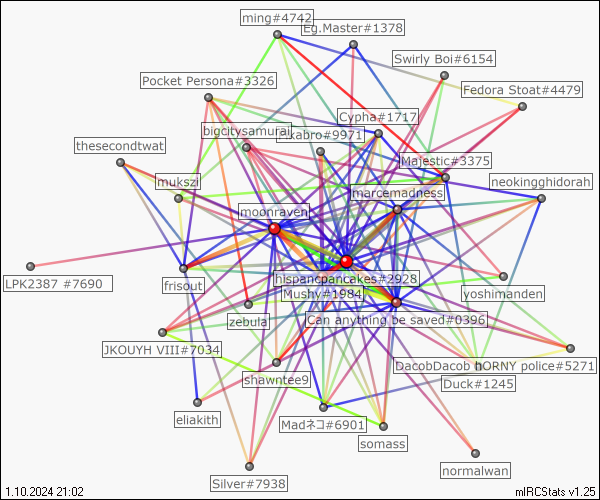 ming#4742
Eg.Master#1378
Swirly Boi#6154
Pocket Persona#3326
Fedora Stoat#4479
Cypha#1717
bigcitysamurai
kabro#9971
thesecondtwat
Majestic#3375
mukszi
neokingghidorah
marcemadness
moonraven
LPK2387 #7690
frisout
hispancpancakes#2928
yoshimanden
Mushy#1984
zebula
Can anything be saved#0396
JKOUYH VIII#7034
DacobDacob
hORNY police#5271
shawntee9
Duck#1245
eliakith
Madネコ#6901
somass
normalwan
Silver#7938
1.10.2024 21:02
mIRCStats v1.25